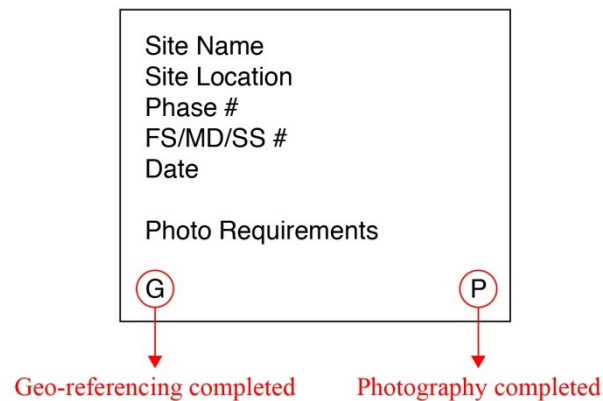 Site Name
Site Location
Phase #
FS/MD/SS #
Date
Photo Requirements
G P
Geo-referencing completed Photography completed